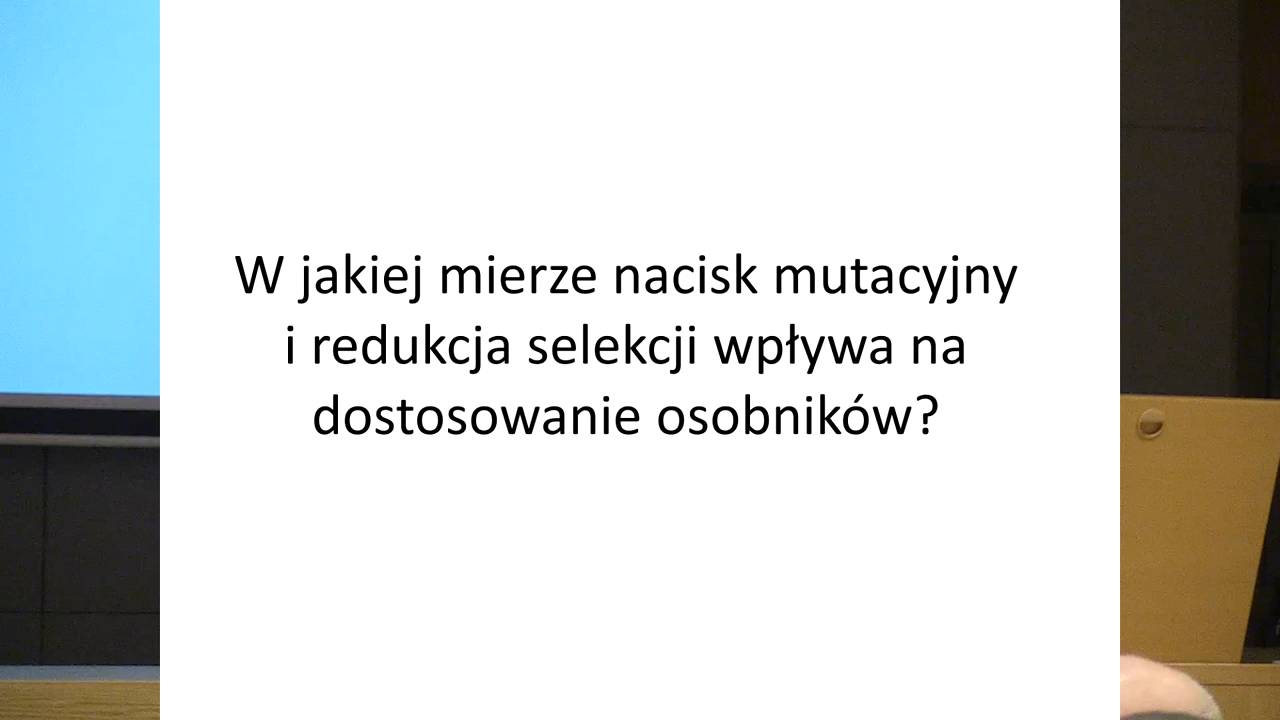 W jakiej mierze nacisk mutacyjny
i redukcja selekcji wpływa na
dostosowanie osobników?